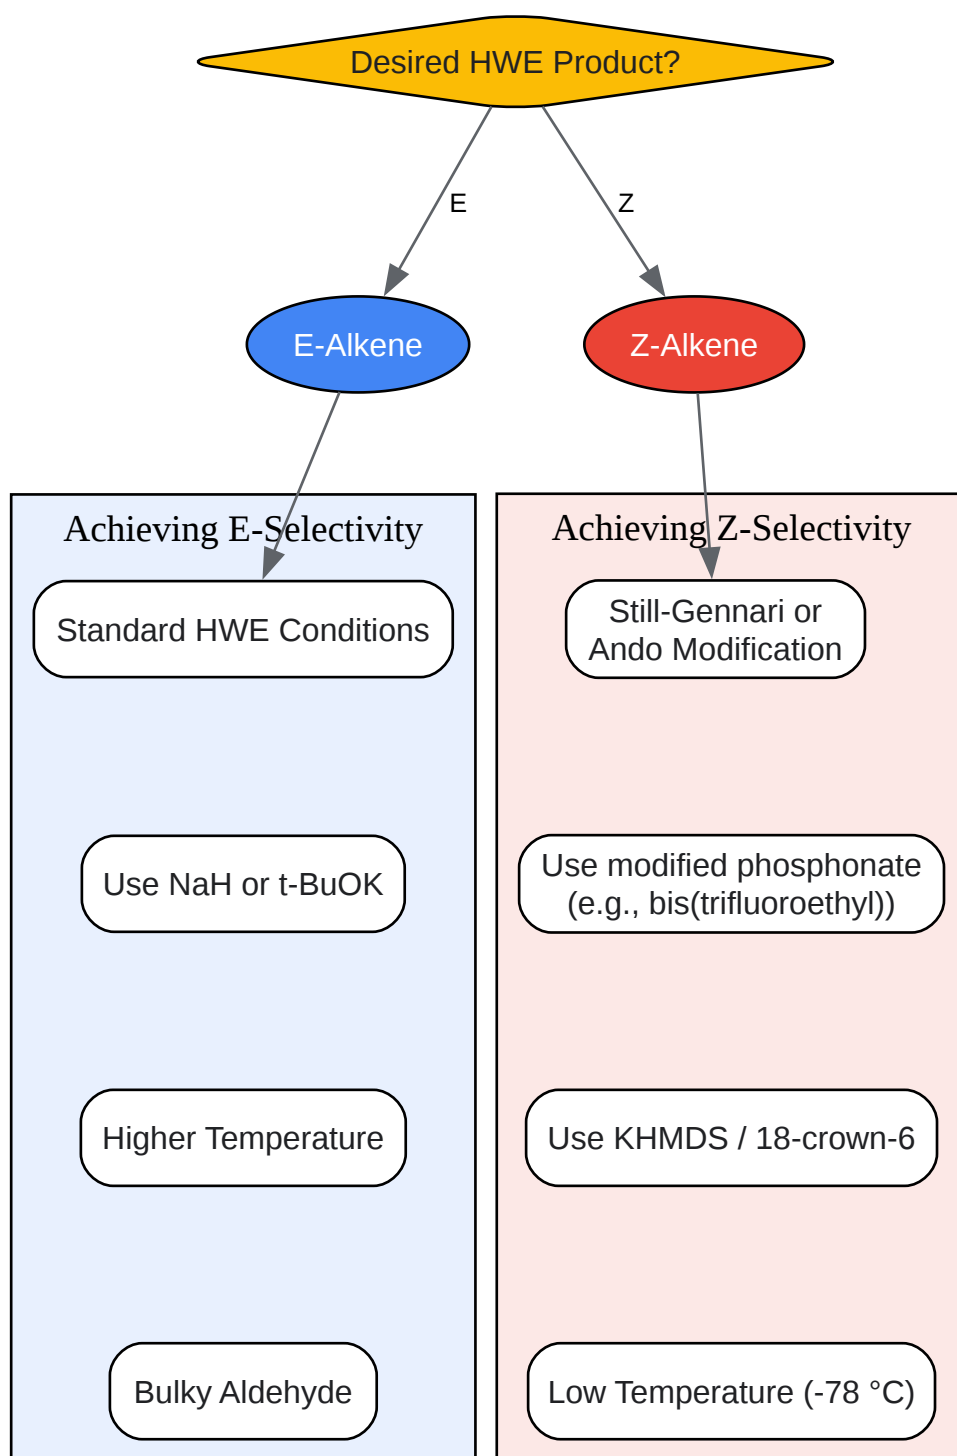 Desired HWE Product?
E
Z
E-Alkene
Z-Alkene
Achieving E-Selectivity
Standard HWE Conditions
Use NaH or t-BuOK
Higher Temperature
Bulky Aldehyde
Achieving Z-Selectivity
Still-Gennari or
Ando Modification
Use modified phosphonate
(e.g., bis(trifluoroethyl))
Use KHMDS / 18-crown-6
Low Temperature (-78 °C)